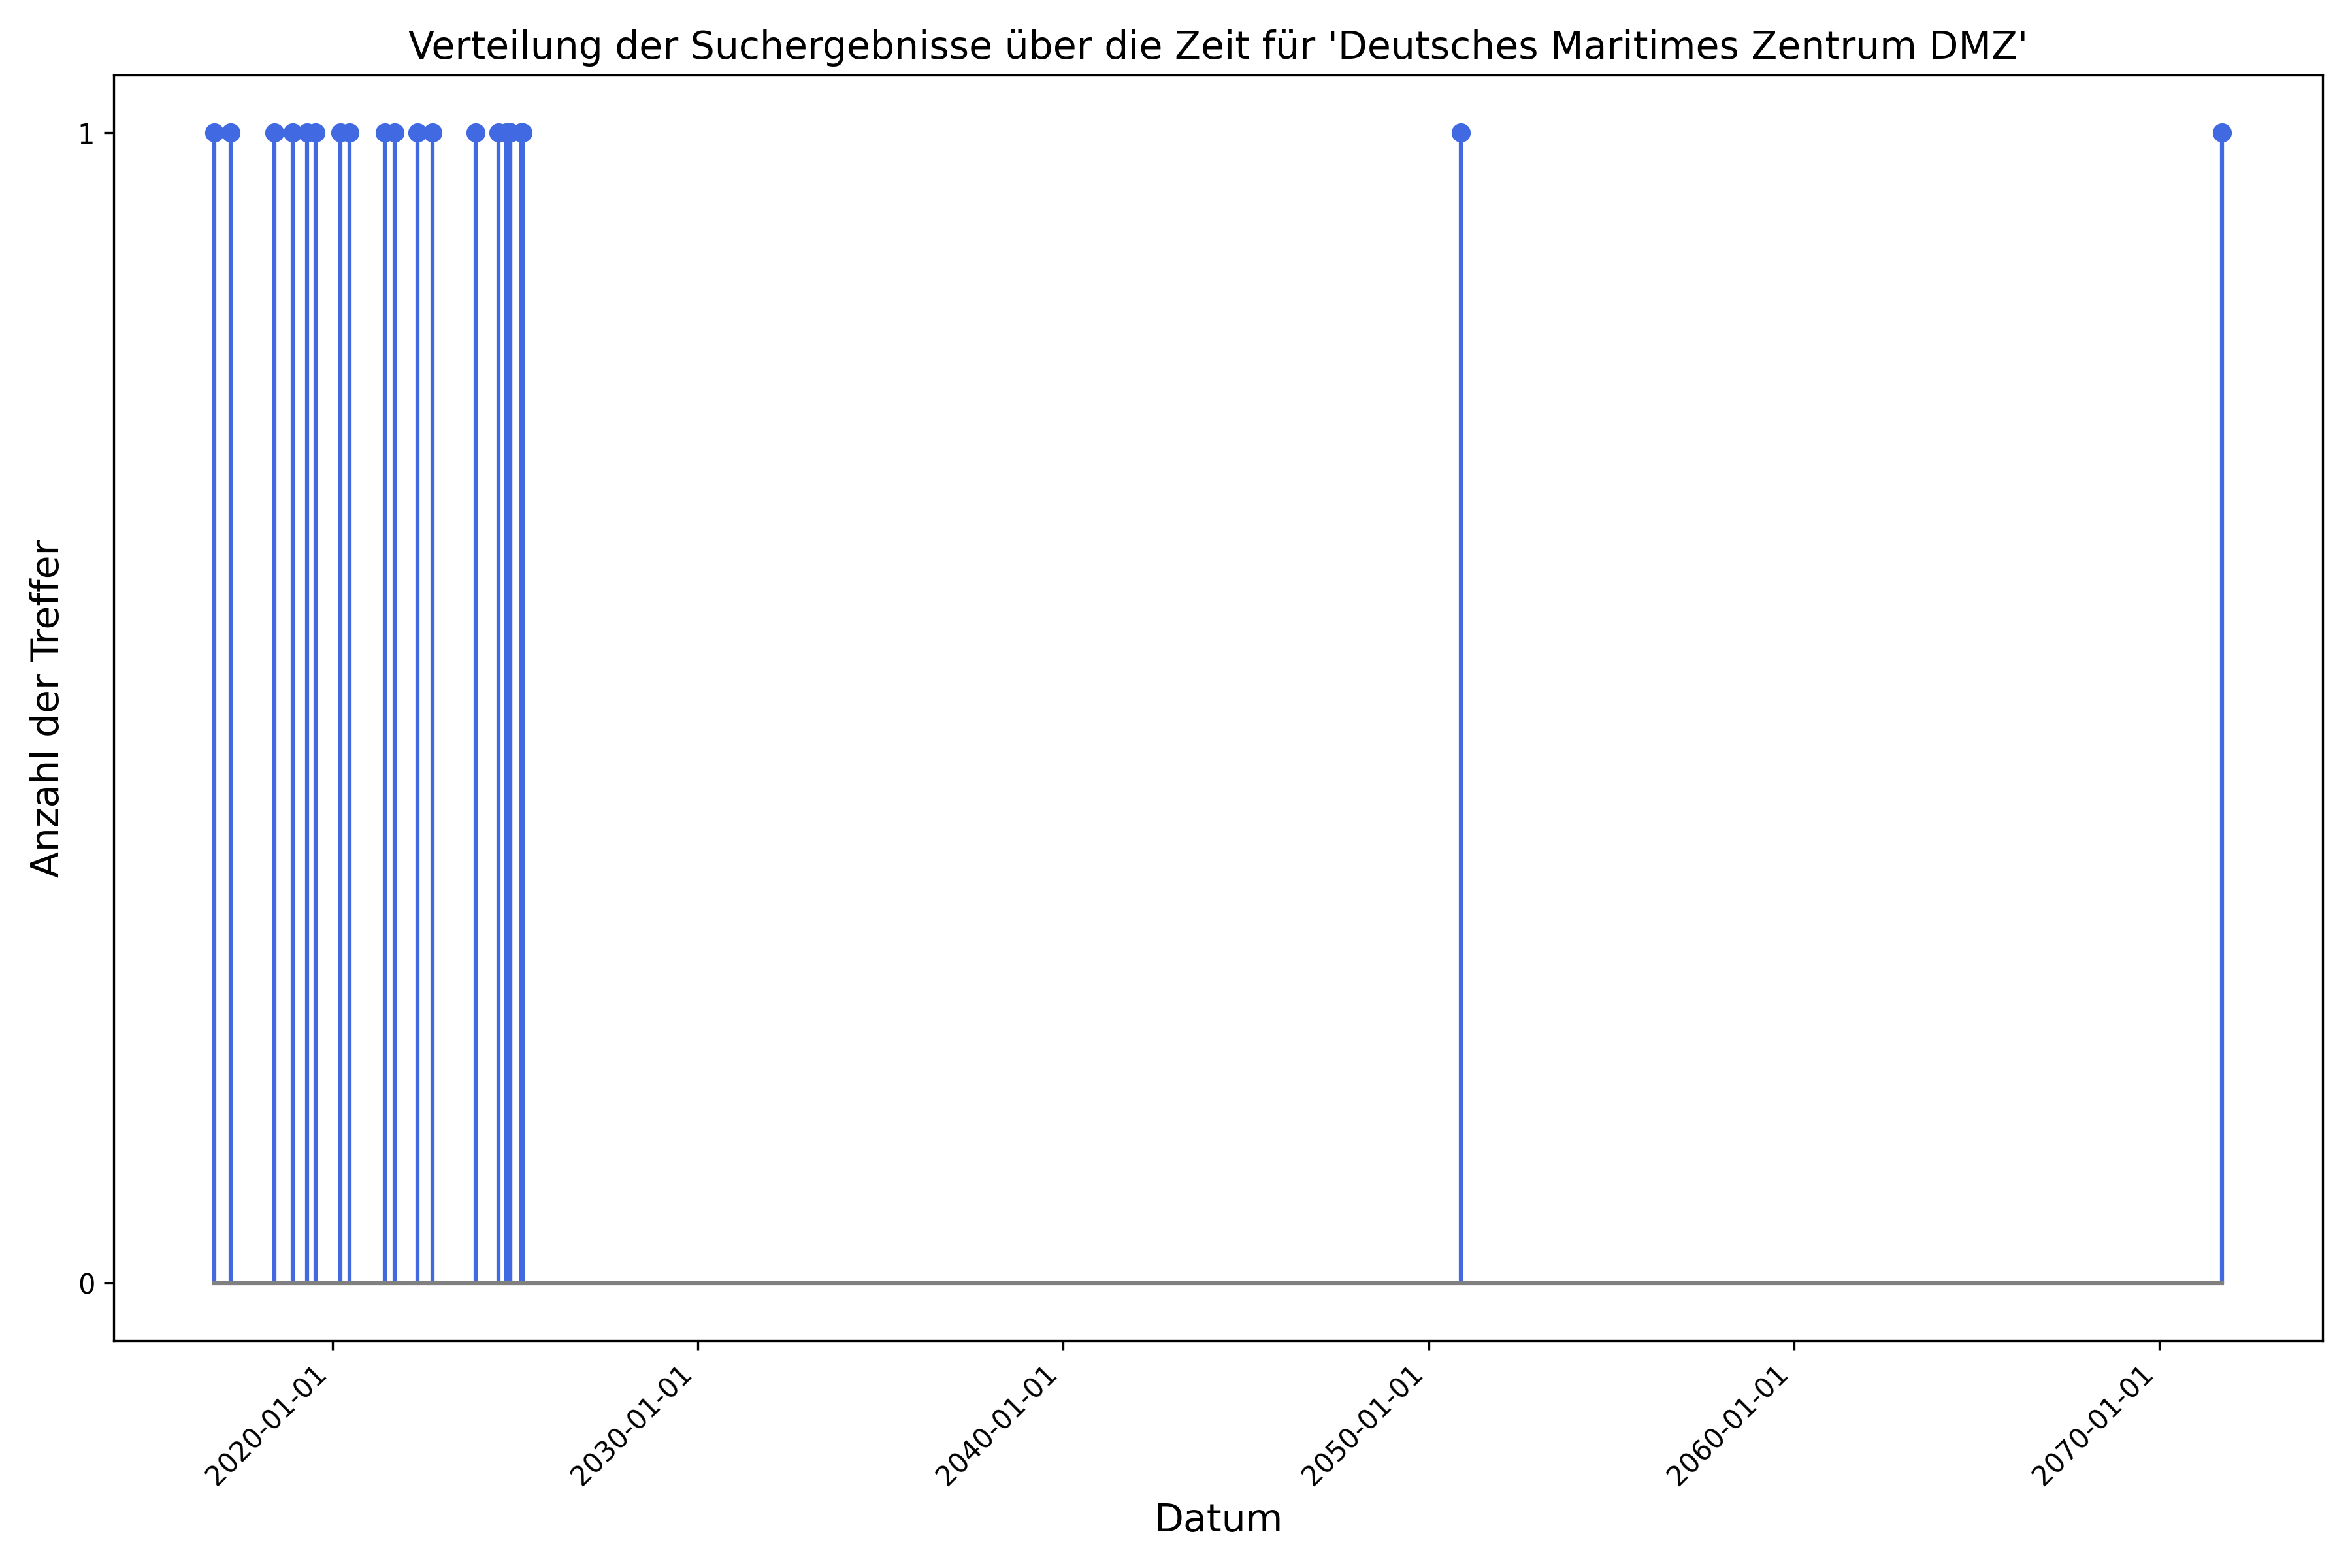 Verteilung der Suchergebnisse über die Zeit für 'Deutsches Maritimes Zentrum DMZ'
Anzahl der Treffer
1
0
2020-01-01
2030-01-01
2040-01-01
2050-01-01
2060-01-01
2070-01-01
Datum